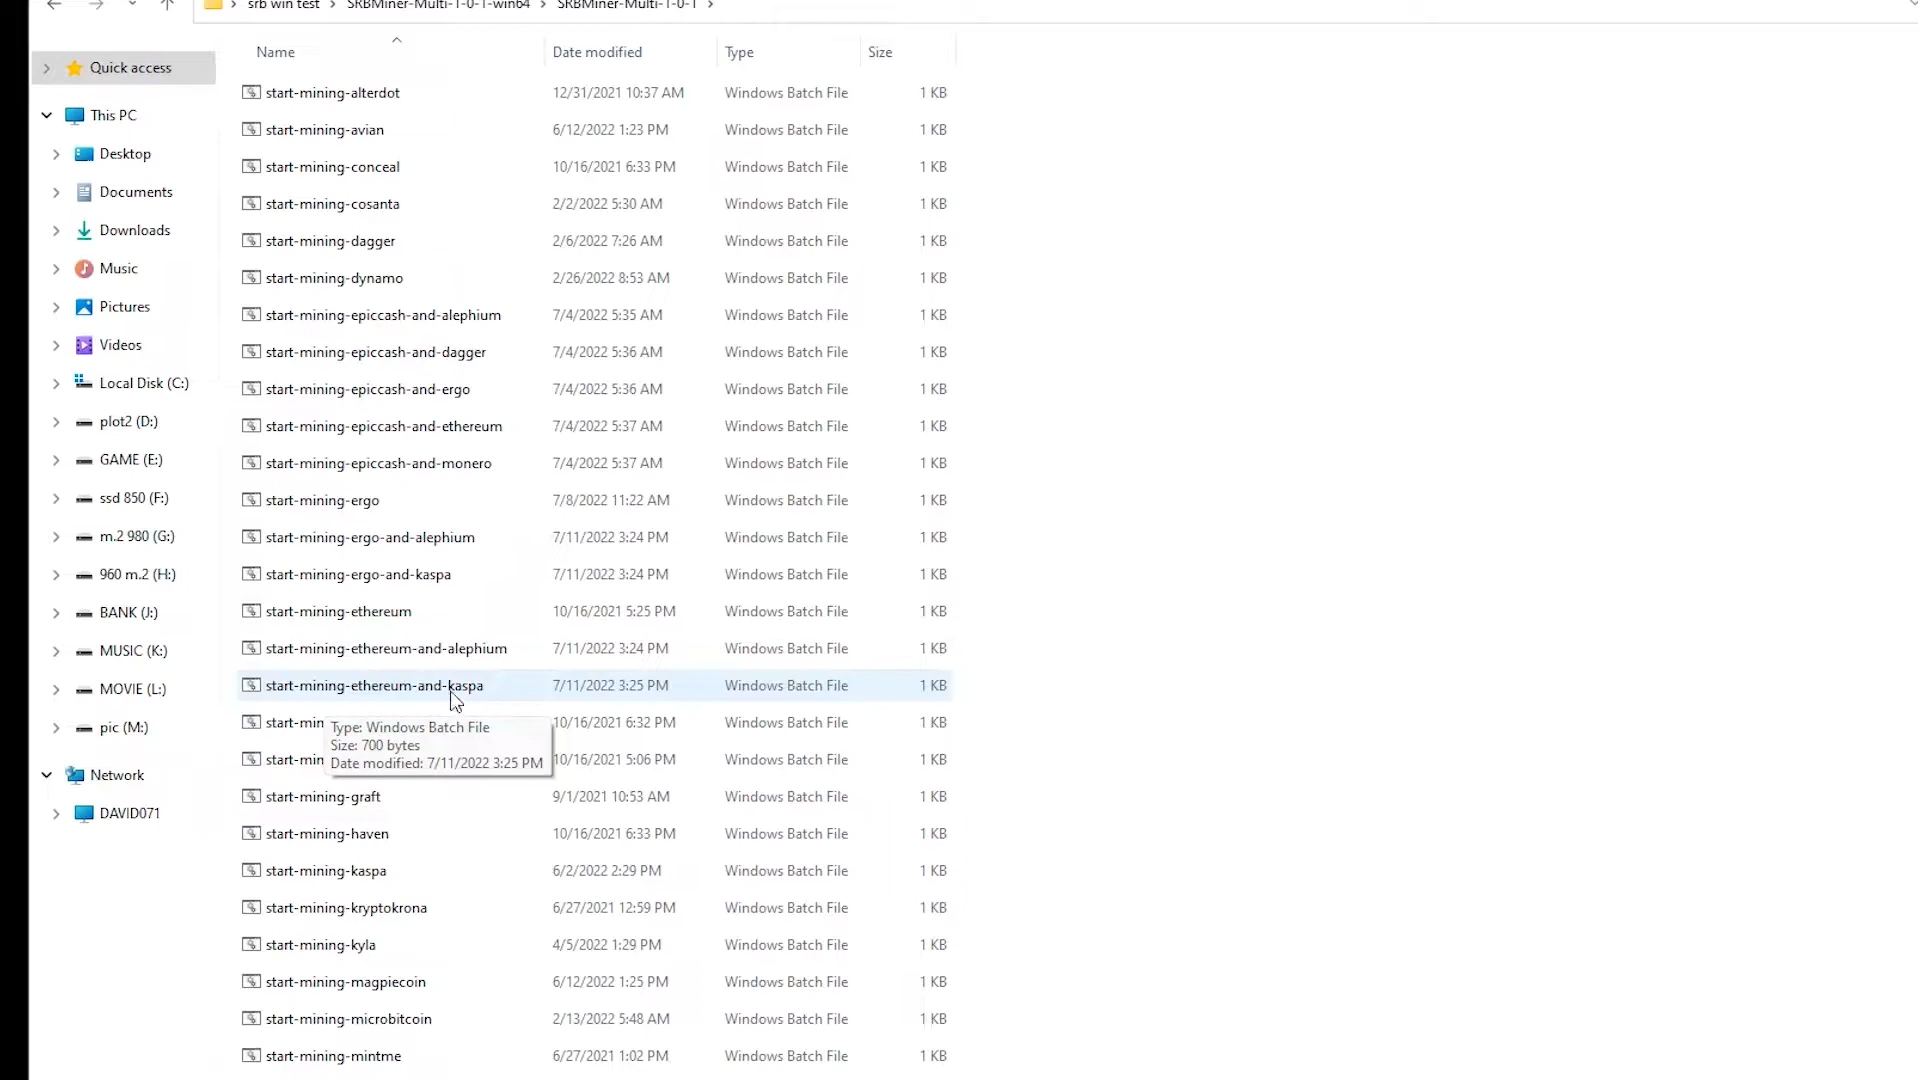 srb win test > SRBMiner-Multi-1-0-1-win64 > SRBMiner-Multi-1-0-1 >
Name Date modified Type Size
Quick access
This PC
Desktop
Documents
Downloads
Music
Pictures
Videos
Local Disk (C:)
plot2 (D:)
GAME (E:)
ssd 850 (F:)
m.2 980 (G:)
960 m.2 (H:)
BANK (J:)
MUSIC (K:)
MOVIE (L:)
pic (M:)
Network
DAVID071
start-mining-alterdot 12/31/2021 10:37 AM Windows Batch File 1 KB
start-mining-avian 6/12/2022 1:23 PM Windows Batch File 1 KB
start-mining-conceal 10/16/2021 6:33 PM Windows Batch File 1 KB
start-mining-cosanta 2/2/2022 5:30 AM Windows Batch File 1 KB
start-mining-dagger 2/6/2022 7:26 AM Windows Batch File 1 KB
start-mining-dynamo 2/26/2022 8:53 AM Windows Batch File 1 KB
start-mining-epiccash-and-alephium 7/4/2022 5:35 AM Windows Batch File 1 KB
start-mining-epiccash-and-dagger 7/4/2022 5:36 AM Windows Batch File 1 KB
start-mining-epiccash-and-ergo 7/4/2022 5:36 AM Windows Batch File 1 KB
start-mining-epiccash-and-ethereum 7/4/2022 5:37 AM Windows Batch File 1 KB
start-mining-epiccash-and-monero 7/4/2022 5:37 AM Windows Batch File 1 KB
start-mining-ergo 7/8/2022 11:22 AM Windows Batch File 1 KB
start-mining-ergo-and-alephium 7/11/2022 3:24 PM Windows Batch File 1 KB
start-mining-ergo-and-kaspa 7/11/2022 3:24 PM Windows Batch File 1 KB
start-mining-ethereum 10/16/2021 5:25 PM Windows Batch File 1 KB
start-mining-ethereum-and-alephium 7/11/2022 3:24 PM Windows Batch File 1 KB
start-mining-ethereum-and-kaspa 7/11/2022 3:25 PM Windows Batch File 1 KB
start-min 10/16/2021 6:32 PM Windows Batch File 1 KB
start-min 10/16/2021 5:06 PM Windows Batch File 1 KB
Type: Windows Batch File
Size: 700 bytes
Date modified: 7/11/2022 3:25 PM
start-mining-graft 9/1/2021 10:53 AM Windows Batch File 1 KB
start-mining-haven 10/16/2021 6:33 PM Windows Batch File 1 KB
start-mining-kaspa 6/2/2022 2:29 PM Windows Batch File 1 KB
start-mining-kryptokrona 6/27/2021 12:59 PM Windows Batch File 1 KB
start-mining-kyla 4/5/2022 1:29 PM Windows Batch File 1 KB
start-mining-magpiecoin 6/12/2022 1:25 PM Windows Batch File 1 KB
start-mining-microbitcoin 2/13/2022 5:48 AM Windows Batch File 1 KB
start-mining-mintme 6/27/2021 1:02 PM Windows Batch File 1 KB